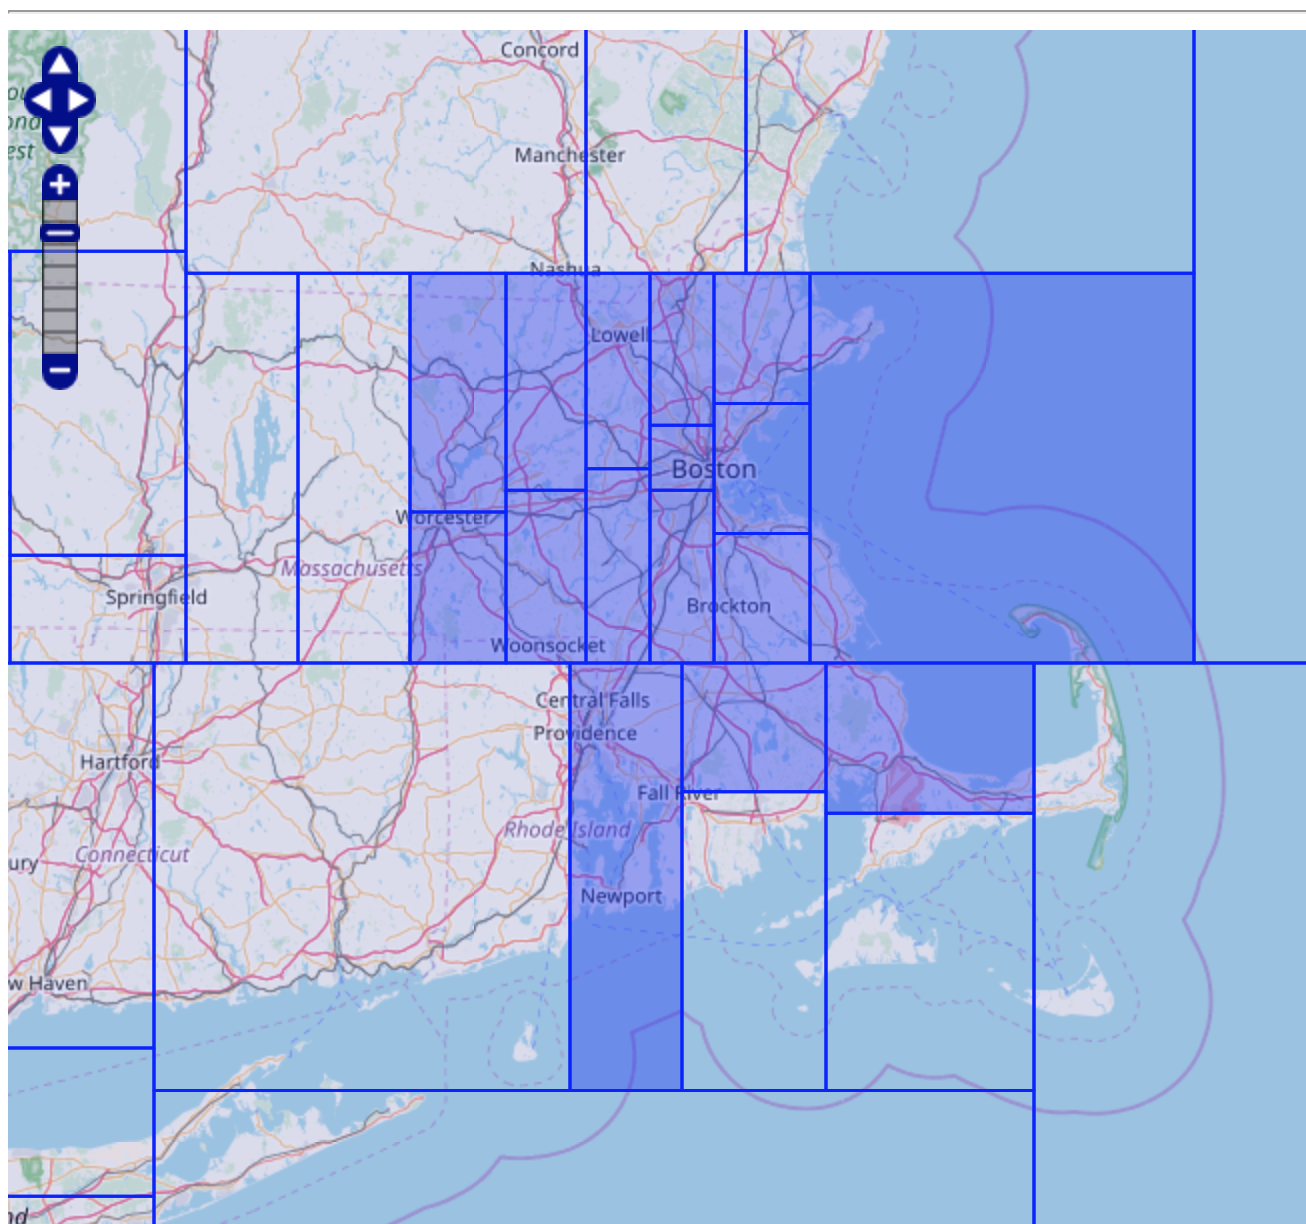 Concord
Manchester
Nashua
Lowell
Boston
Worcester
Massachusetts
Springfield
Brockton
Woonsocket
Central Falls
Providence
Hartford
Fall River
Rhode Island
Connecticut
Newport
w Haven
ury
est